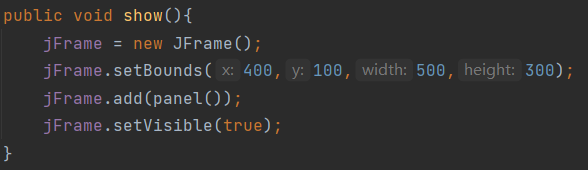 public void show(){
jFrame = new JFrame();
jFrame.setBounds( x: 400, y: 100, width: 500, height: 300);
jFrame.add(panel());
jFrame.setVisible(true);
}